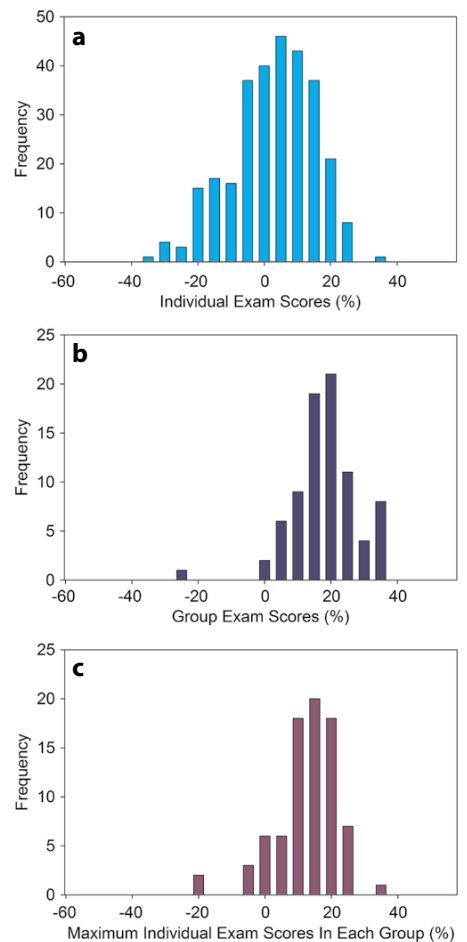 a
50
40
30
20
10
0
Frequency
-60 -40 -20 0 20 40
Individual Exam Scores (%)
b
25
20
15
10
5
0
Frequency
-60 -40 -20 0 20 40
Group Exam Scores (%)
c
25
20
15
10
5
0
Frequency
-60 -40 -20 0 20 40
Maximum Individual Exam Scores In Each Group (%)